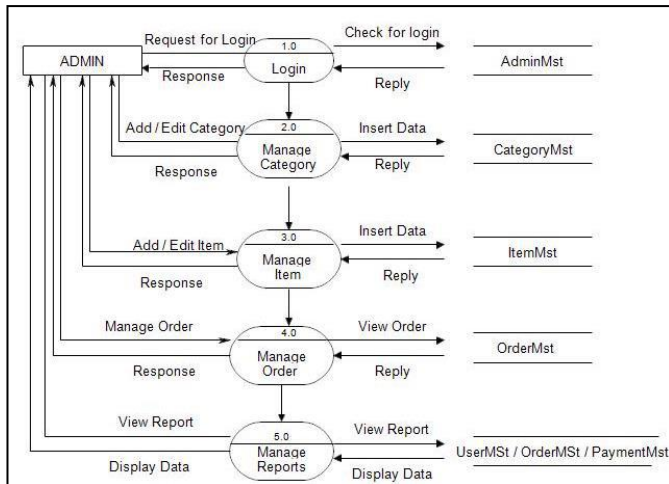 ADMIN
Request for Login
Response
1.0
Login
Check for login
Reply
AdminMst
Add / Edit Category
Response
2.0
Manage
Category
Insert Data
Reply
CategoryMst
Add / Edit Item
Response
3.0
Manage
Item
Insert Data
Reply
ItemMst
Manage Order
Response
4.0
Manage
Order
View Order
Reply
OrderMst
View Report
Display Data
5.0
Manage
Reports
View Report
Display Data
UserMSt / OrderMSt / PaymentMst